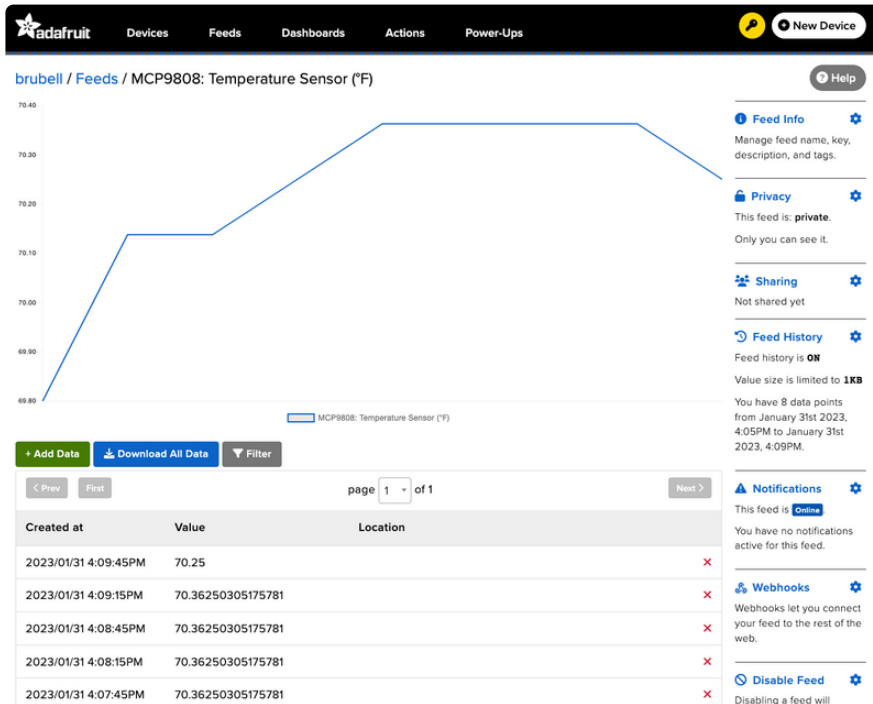 adafruit Devices Feeds Dashboards Actions Power-Ups New Device
brubell / Feeds / MCP9808: Temperature Sensor (°F)
Help
70.40
70.30
70.20
70.10
70.00
69.90
69.80
MCP9808: Temperature Sensor (°F)
+ Add Data Download All Data Filter
< Prev First page 1 of 1 Next >
Created at Value Location
2023/01/31 4:09:45PM 70.25 ×
2023/01/31 4:09:15PM 70.36250305175781 ×
2023/01/31 4:08:45PM 70.36250305175781 ×
2023/01/31 4:08:15PM 70.36250305175781 ×
2023/01/31 4:07:45PM 70.36250305175781 ×
Feed Info
Manage feed name, key,
description, and tags.
Privacy
This feed is: private.
Only you can see it.
Sharing
Not shared yet
Feed History
Feed history is ON
Value size is limited to 1KB
You have 8 data points
from January 31st 2023,
4:05PM to January 31st
2023, 4:09PM.
Notifications
This feed is Online.
You have no notifications
active for this feed.
Webhooks
Webhooks let you connect
your feed to the rest of the
web.
Disable Feed
Disabling a feed will